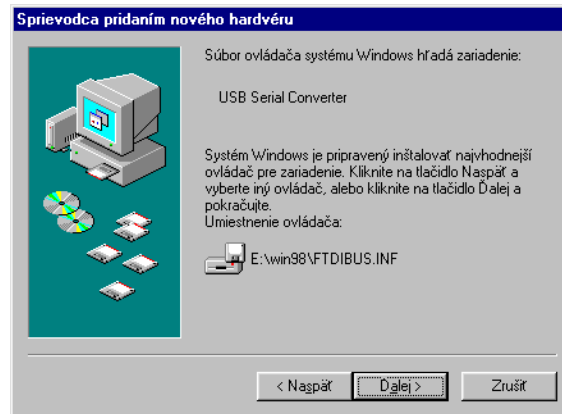 Sprievodca pridaním nového hardvéru
Súbor ovládača systému Windows hľadá zariadenie:
USB Serial Converter
Systém Windows je pripravený inštalovať najvhodnejší
ovládač pre zariadenie. Kliknite na tlačidlo Naspäť a
vyberte iný ovládač, alebo kliknite na tlačidlo Ďalej a
pokračujte.
Umiestnenie ovládača:
E:\win98\FTDIBUS.INF
< Naspäť
Ďalej >
Zrušiť